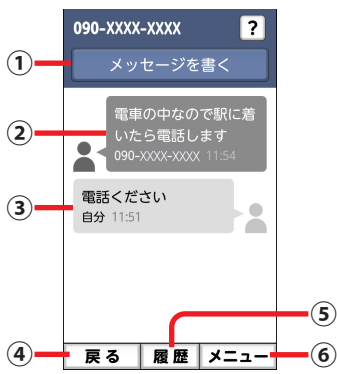 090-XXXX-XXXX ?
① メッセージを書く
② 電車の中なので駅に着
いたら電話します
090-XXXX-XXXX 11:54
③ 電話ください
自分 11:51
⑤
④ 戻る 履歴 メニュー ⑥